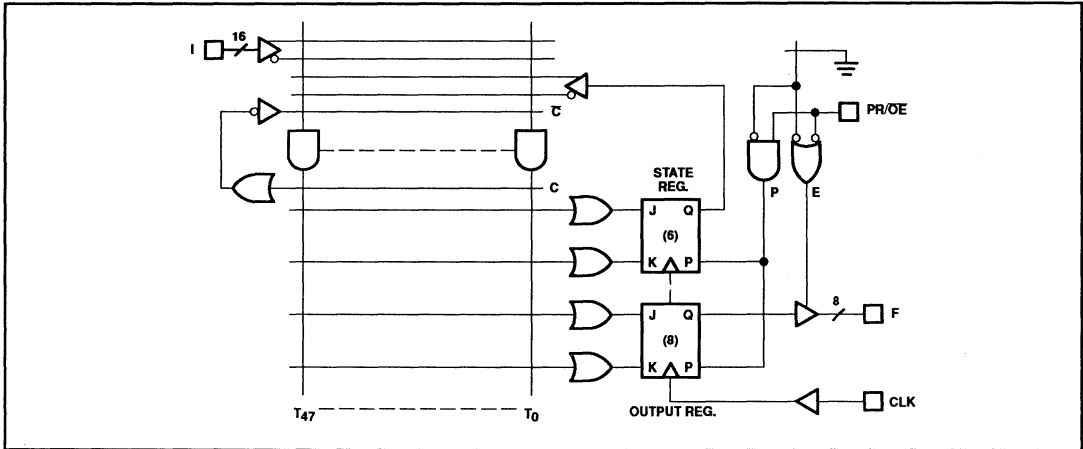 16
I
C̅
PR/O̅E̅
C
STATE
REG.
P
E
J Q
(6)
K P
8
J Q
F
(8)
K P
T47
T0
OUTPUT REG.
CLK